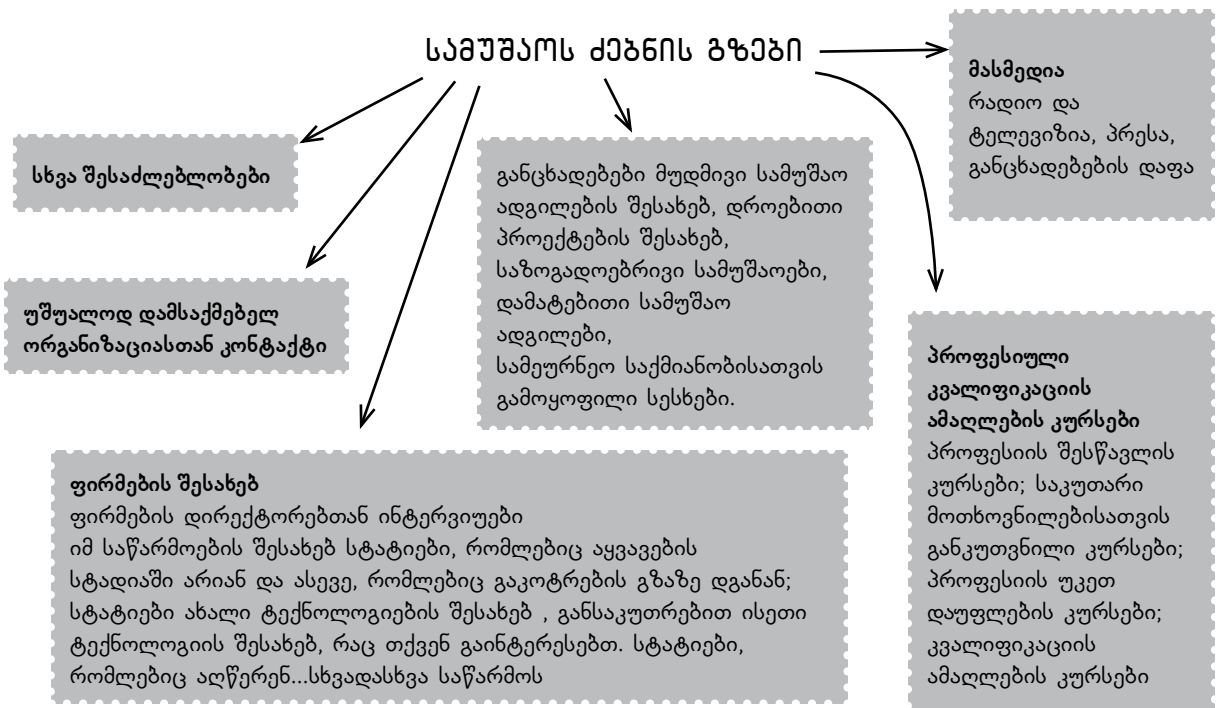 სამუშაოს ძებნის გზები
მასმედია
რადიო და
ტელევიზია, პრესა,
განცხადებების დაფა
სხვა შესაძლებლობები
განცხადებები მუდმივი სამუშაო
ადგილების შესახებ, დროებითი
პროექტების შესახებ,
საზოგადოებრივი სამუშაოები,
დამატებითი სამუშაო
ადგილები,
სამეურნეო საქმიანობისათვის
გამოყოფილი სესხები.
უშუალოდ დამსაქმებელ
ორგანიზაციასთან კონტაქტი
პროფესიული
კვალიფიკაციის
ამაღლების კურსები
პროფესიის შესწავლის
კურსები; საკუთარი
მოთხოვნილებისათვის
განკუთვნილი კურსები;
პროფესიის უკეთ
დაუფლების კურსები;
კვალიფიკაციის
ამაღლების კურსები
ფირმების შესახებ
ფირმების დირექტორებთან ინტერვიუები
იმ საწარმოების შესახებ სტატიები, რომლებიც აყვავების
სტადიაში არიან და ასევე, რომლებიც გაკოტრების გზაზე დგანან;
სტატიები ახალი ტექნოლოგიების შესახებ , განსაკუთრებით ისეთი
ტექნოლოგიის შესახებ, რაც თქვენ გაინტერესებთ. სტატიები,
რომლებიც აღწერენ...სხვადასხვა საწარმოს